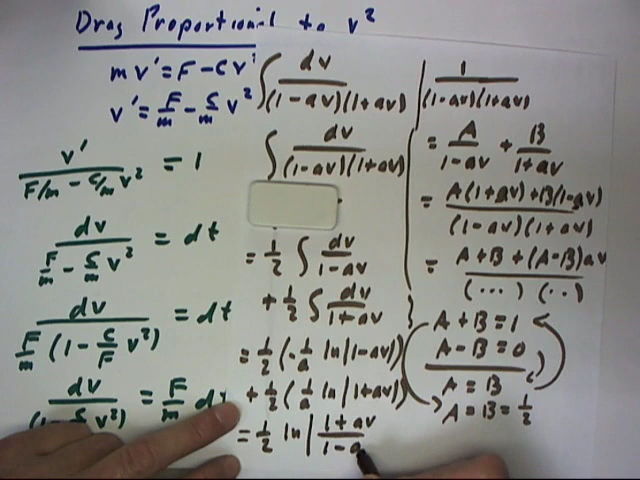 Drag Proportional to v²
mv' = F - Cv²
v' = F/m - C/m v²
v' / (F/m - C/m v²) = 1
dv / (F/m - C/m v²) = dt
dv / (F/m (1 - C/F v²)) = dt
dv / (1 - C/F v²) = F/m dt
∫ dv / ((1-av)(1+av))
∫ dv / ((1-av)(1+av))
= 1/2 ∫ dv/(1-av)
+ 1/2 ∫ dv/(1+av)
= 1/2 (-1/a ln|1-av|)
+ 1/2 (1/a ln|1+av|)
= 1/2 ln| (1+av)/(1-a
1 / ((1-av)(1+av))
= A/(1-av) + B/(1+av)
= (A(1+av)+B(1-av)) / ((1-av)(1+av))
= (A+B+(A-B)av) / ((...)(..))
A+B=1
A-B=0
A=B
A=B=1/2